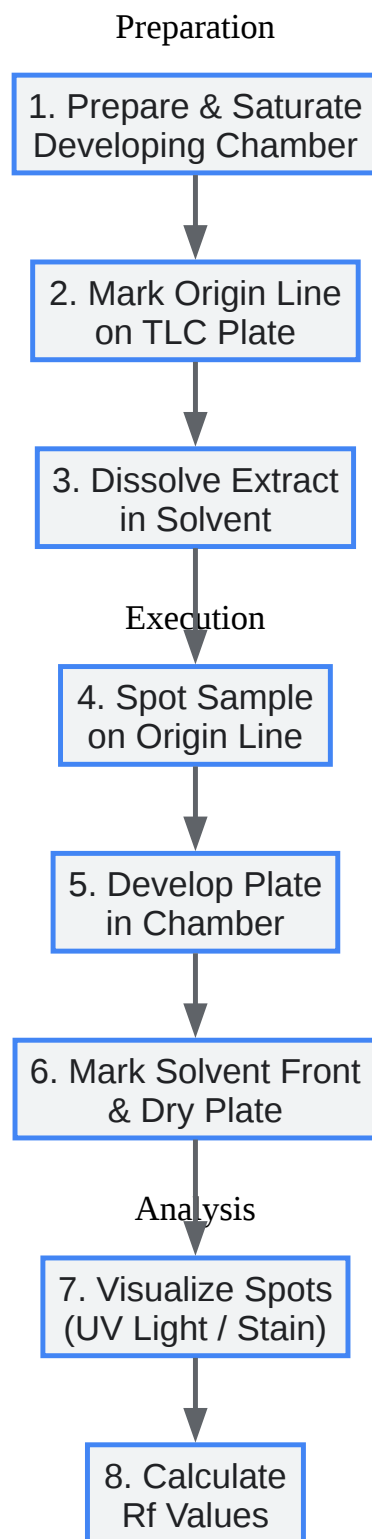 Preparation
1. Prepare & Saturate
Developing Chamber
2. Mark Origin Line
on TLC Plate
3. Dissolve Extract
in Solvent
Execution
4. Spot Sample
on Origin Line
5. Develop Plate
in Chamber
6. Mark Solvent Front
& Dry Plate
Analysis
7. Visualize Spots
(UV Light / Stain)
8. Calculate
Rf Values